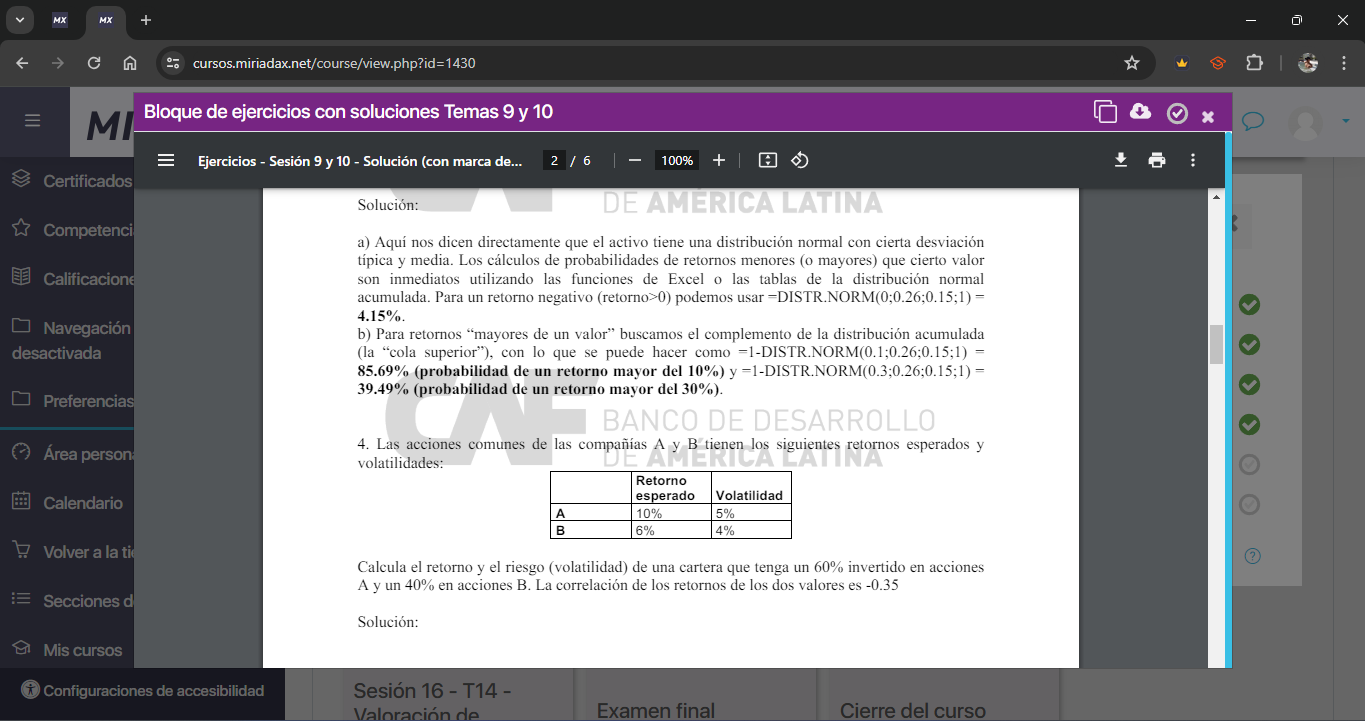 MX
MX
cursos.miriadax.net/course/view.php?id=1430
Bloque de ejercicios con soluciones Temas 9 y 10
MI
Ejercicios - Sesión 9 y 10 - Solución (con marca de...
2 / 6
100%
Certificados
Competenci
Calificacione
Navegación
desactivada
Preferencias
Área persona
Calendario
Volver a la ti
Secciones d
Mis cursos
Configuraciones de accesibilidad
DE AMÉRICA LATINA
Solución:
a) Aquí nos dicen directamente que el activo tiene una distribución normal con cierta desviación
típica y media. Los cálculos de probabilidades de retornos menores (o mayores) que cierto valor
son inmediatos utilizando las funciones de Excel o las tablas de la distribución normal
acumulada. Para un retorno negativo (retorno>0) podemos usar =DISTR.NORM(0;0.26;0.15;1) =
4.15%.
b) Para retornos “mayores de un valor” buscamos el complemento de la distribución acumulada
(la “cola superior”), con lo que se puede hacer como =1-DISTR.NORM(0.1;0.26;0.15;1) =
85.69% (probabilidad de un retorno mayor del 10%) y =1-DISTR.NORM(0.3;0.26;0.15;1) =
39.49% (probabilidad de un retorno mayor del 30%).
CAF
BANCO DE DESARROLLO
DE AMÉRICA LATINA
4. Las acciones comunes de las compañías A y B tienen los siguientes retornos esperados y
volatilidades:
Retorno
esperado Volatilidad
A 10% 5%
B 6% 4%
Calcula el retorno y el riesgo (volatilidad) de una cartera que tenga un 60% invertido en acciones
A y un 40% en acciones B. La correlación de los retornos de los dos valores es -0.35
Solución:
Sesión 16 - T14 -
Valoración de
Examen final
Cierre del curso